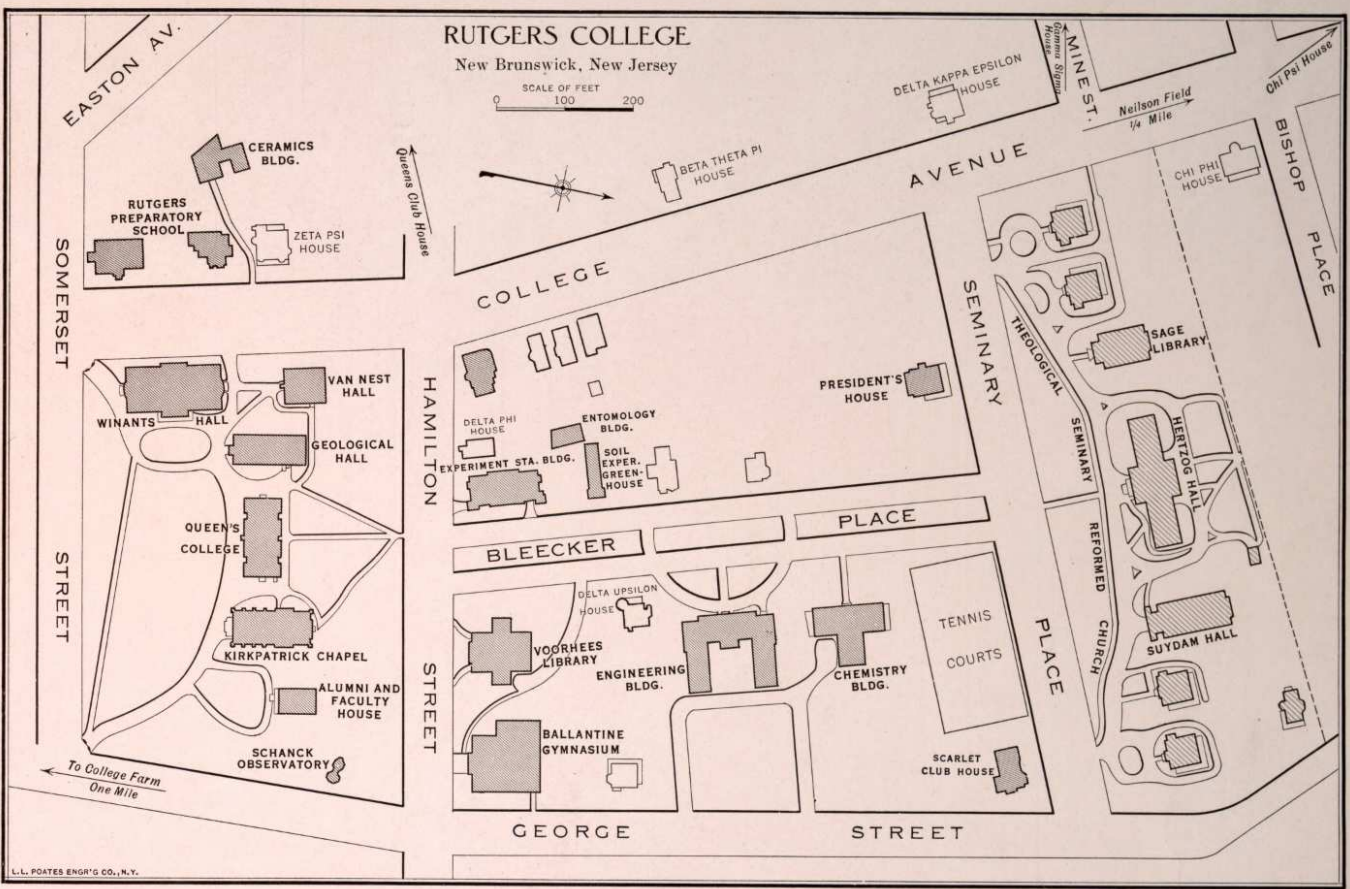 RUTGERS COLLEGE
New Brunswick, New Jersey
SCALE OF FEET
0 100 200
EASTON AV.
CERAMICS
BLDG.
RUTGERS
PREPARATORY
SCHOOL
ZETA PSI
HOUSE
Queens Club House
BETA THETA PI
HOUSE
DELTA KAPPA EPSILON
HOUSE
Gamma Sigma
House
MINE ST.
Neilson Field
1/4 Mile
Chi Psi House
BISHOP
PLACE
CHI PHI
HOUSE
COLLEGE
AVENUE
SOMERSET
STREET
WINANTS HALL
VAN NEST
HALL
GEOLOGICAL
HALL
QUEEN'S
COLLEGE
KIRKPATRICK CHAPEL
ALUMNI AND
FACULTY
HOUSE
SCHANCK
OBSERVATORY
To College Farm
One Mile
HAMILTON
STREET
DELTA PHI
HOUSE
ENTOMOLOGY
BLDG.
EXPERIMENT STA. BLDG.
SOIL
EXPER.
GREEN-
HOUSE
PRESIDENT'S
HOUSE
SEMINARY
PLACE
BLEECKER
PLACE
DELTA UPSILON
HOUSE
VOORHEES
LIBRARY
ENGINEERING
BLDG.
CHEMISTRY
BLDG.
TENNIS
COURTS
BALLANTINE
GYMNASIUM
SCARLET
CLUB HOUSE
GEORGE
STREET
THEOLOGICAL
SEMINARY
REFORMED
CHURCH
SAGE
LIBRARY
HERTZOG HALL
SUYDAM HALL
L.L. POATES ENGR'G CO., N.Y.